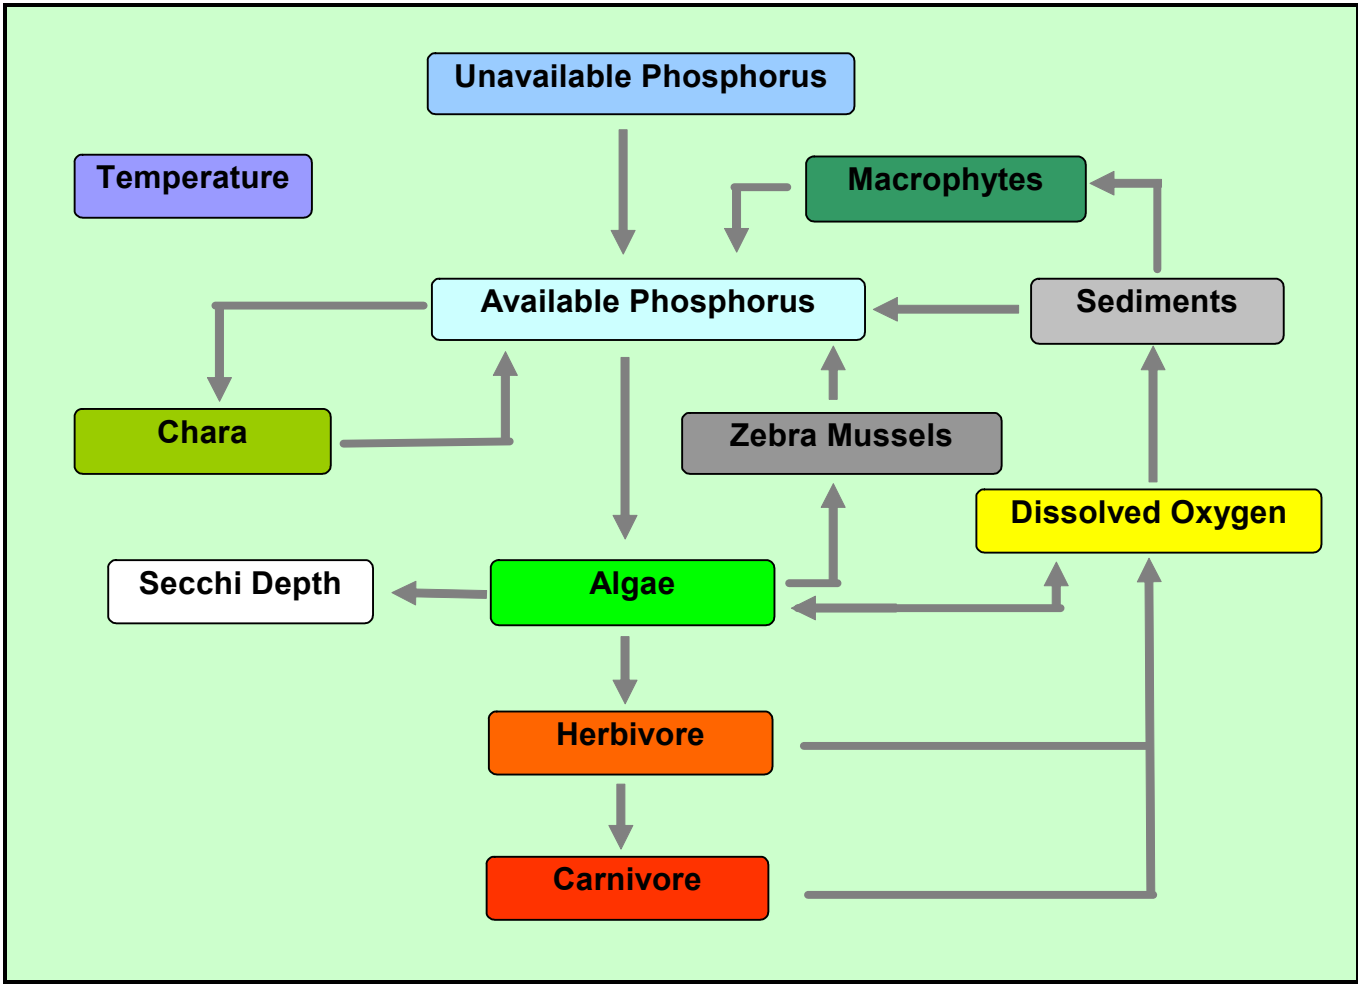 Unavailable Phosphorus
Temperature
Macrophytes
Available Phosphorus
Sediments
Chara
Zebra Mussels
Dissolved Oxygen
Secchi Depth
Algae
Herbivore
Carnivore